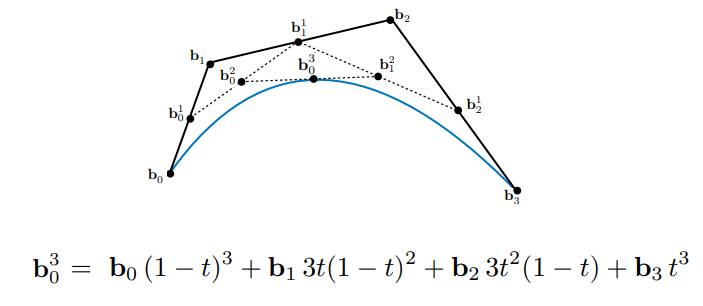 b₂
b₁¹
b₁
b₀³
b₁²
b₀²
b₂¹
b₀¹
b₀
b₃
b₀³ = b₀ (1 − t)³ + b₁ 3t(1 − t)² + b₂ 3t²(1 − t) + b₃ t³